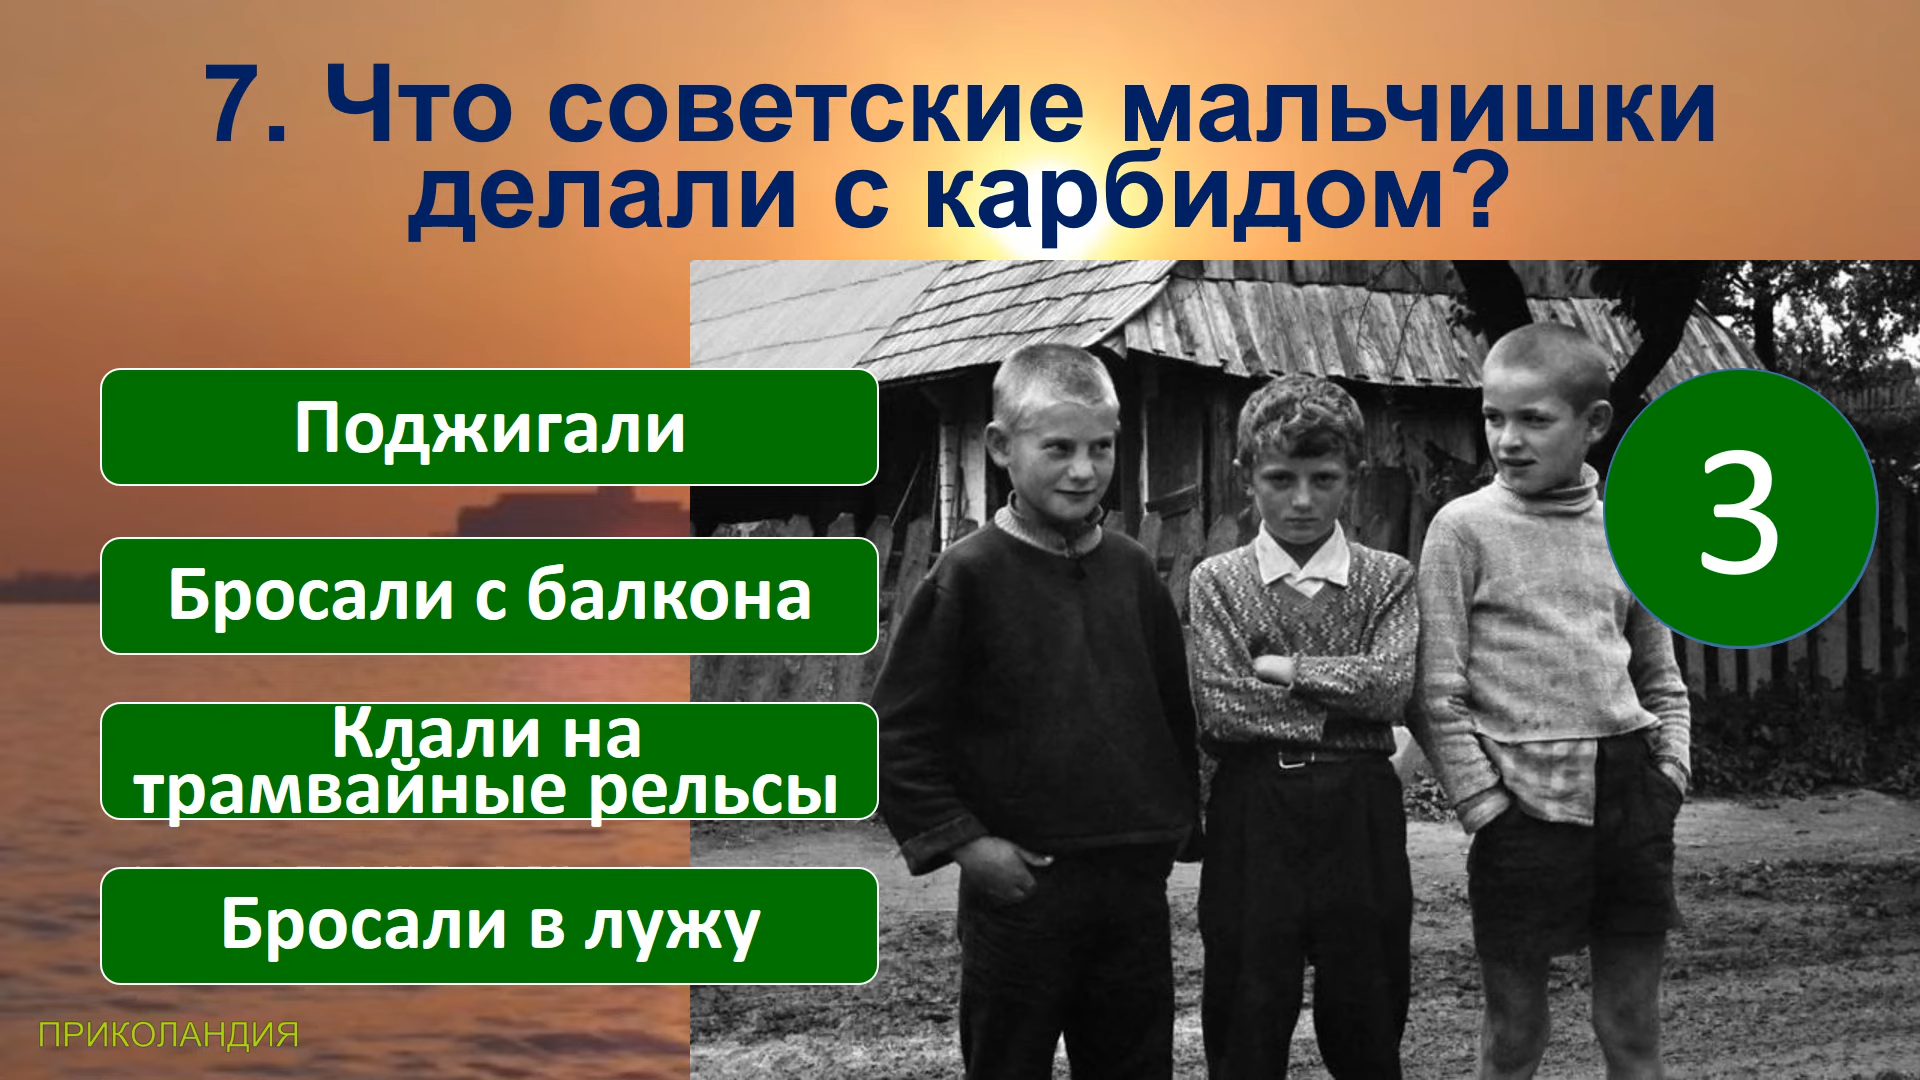 7. Что советские мальчишки
делали с карбидом?
Поджигали
3
Бросали с балкона
Клали на
трамвайные рельсы
Бросали в лужу
ПРИКОЛАНДИЯ